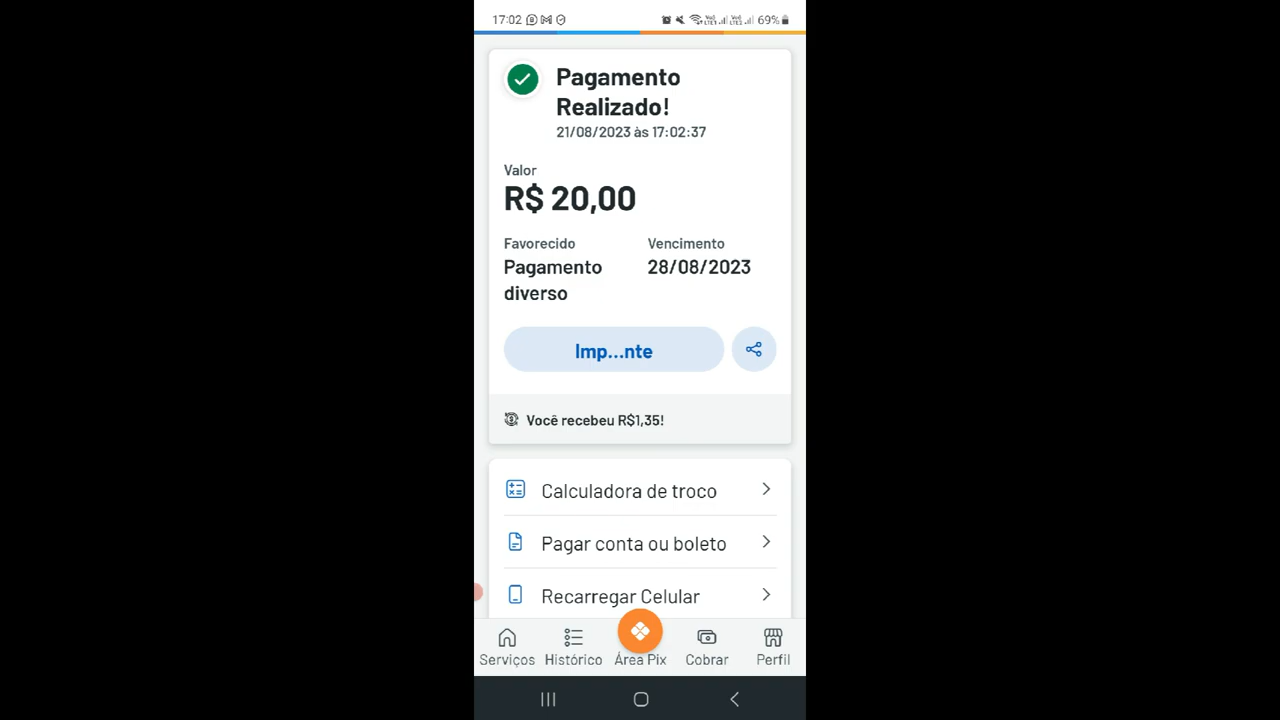 17:02 69%
Pagamento
Realizado!
21/08/2023 às 17:02:37
Valor
R$ 20,00
Favorecido Vencimento
Pagamento 28/08/2023
diverso
Imp...nte
Você recebeu R$1,35!
Calculadora de troco
Pagar conta ou boleto
Recarregar Celular
Serviços Histórico Área Pix Cobrar Perfil